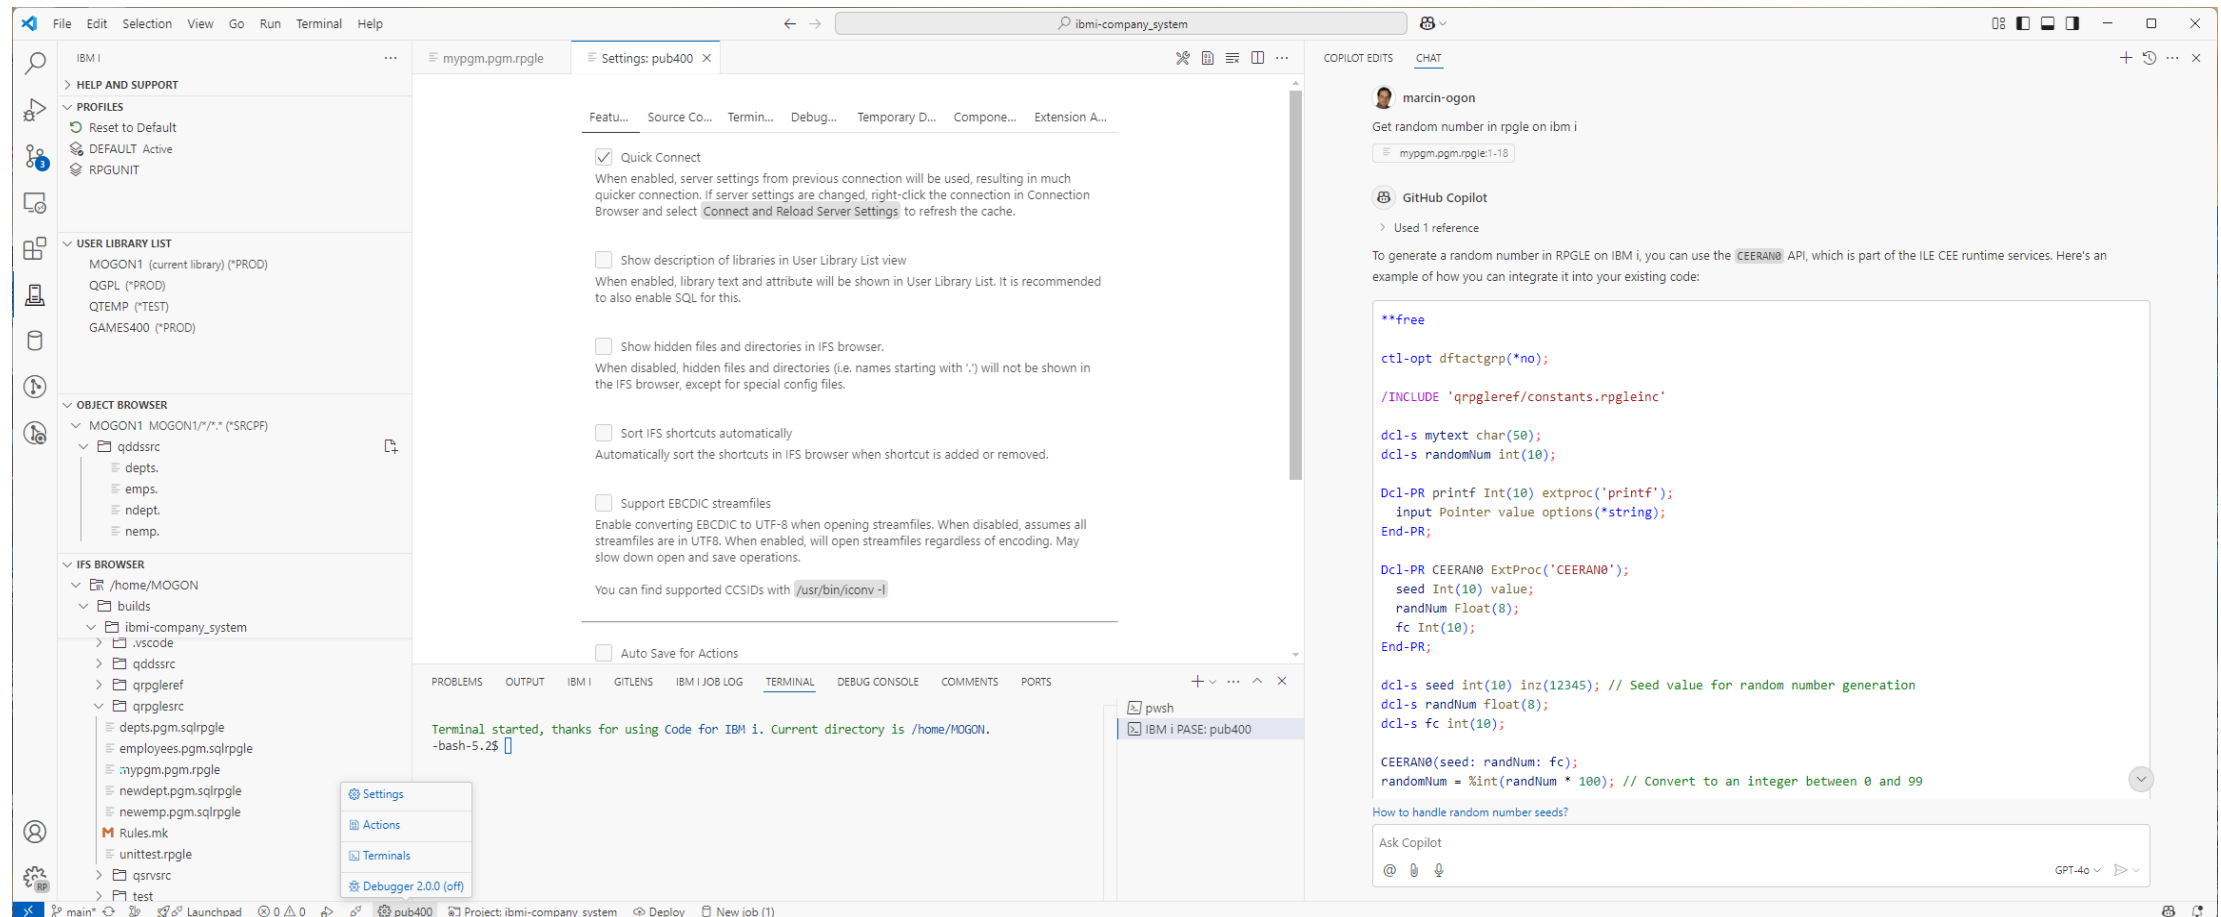 File Edit Selection View Go Run Terminal Help
ibmi-company_system
IBM I
HELP AND SUPPORT
PROFILES
Reset to Default
DEFAULT Active
RPGUNIT
USER LIBRARY LIST
MOGON1 (current library) (*PROD)
QGPL (*PROD)
QTEMP (*TEST)
GAMES400 (*PROD)
OBJECT BROWSER
MOGON1 MOGON1/*/*.* (*SRCPF)
qddssrc
depts.
emps.
ndept.
nemp.
IFS BROWSER
/home/MOGON
builds
ibmi-company_system
.vscode
qddssrc
qrpgleref
qrpglesrc
depts.pgm.sqlrpgle
employees.pgm.sqlrpgle
mypgm.pgm.rpgle
newdept.pgm.sqlrpgle
newemp.pgm.sqlrpgle
M Rules.mk
unittest.rpgle
qsrvsrc
test
3
RP
Settings
Actions
Terminals
Debugger 2.0.0 (off)
mypgm.pgm.rpgle
Settings: pub400
Featu... Source Co... Termin... Debug... Temporary D... Compone... Extension A...
Quick Connect
When enabled, server settings from previous connection will be used, resulting in much
quicker connection. If server settings are changed, right-click the connection in Connection
Browser and select Connect and Reload Server Settings to refresh the cache.
Show description of libraries in User Library List view
When enabled, library text and attribute will be shown in User Library List. It is recommended
to also enable SQL for this.
Show hidden files and directories in IFS browser.
When disabled, hidden files and directories (i.e. names starting with '.') will not be shown in
the IFS browser, except for special config files.
Sort IFS shortcuts automatically
Automatically sort the shortcuts in IFS browser when shortcut is added or removed.
Support EBCDIC streamfiles
Enable converting EBCDIC to UTF-8 when opening streamfiles. When disabled, assumes all
streamfiles are in UTF8. When enabled, will open streamfiles regardless of encoding. May
slow down open and save operations.
You can find supported CCSIDs with /usr/bin/iconv -l
Auto Save for Actions
PROBLEMS OUTPUT IBM I GITLENS IBM I JOB LOG TERMINAL DEBUG CONSOLE COMMENTS PORTS
Terminal started, thanks for using Code for IBM i. Current directory is /home/MOGON.
-bash-5.2$
pwsh
IBM i PASE: pub400
COPILOT EDITS CHAT
marcin-ogon
Get random number in rpgle on ibm i
mypgm.pgm.rpgle:1-18
GitHub Copilot
Used 1 reference
To generate a random number in RPGLE on IBM i, you can use the CEERAN0 API, which is part of the ILE CEE runtime services. Here's an
example of how you can integrate it into your existing code:
**free
ctl-opt dftactgrp(*no);
/INCLUDE 'qrpgleref/constants.rpgleinc'
dcl-s mytext char(50);
dcl-s randomNum int(10);
Dcl-PR printf Int(10) extproc('printf');
input Pointer value options(*string);
End-PR;
Dcl-PR CEERAN0 ExtProc('CEERAN0');
seed Int(10) value;
randNum Float(8);
fc Int(10);
End-PR;
dcl-s seed int(10) inz(12345); // Seed value for random number generation
dcl-s randNum float(8);
dcl-s fc int(10);
CEERAN0(seed: randNum: fc);
randomNum = %int(randNum * 100); // Convert to an integer between 0 and 99
How to handle random number seeds?
Ask Copilot
GPT-4o
main* Launchpad 0 0 pub400 Project: ibmi-company_system Deploy New job (1)